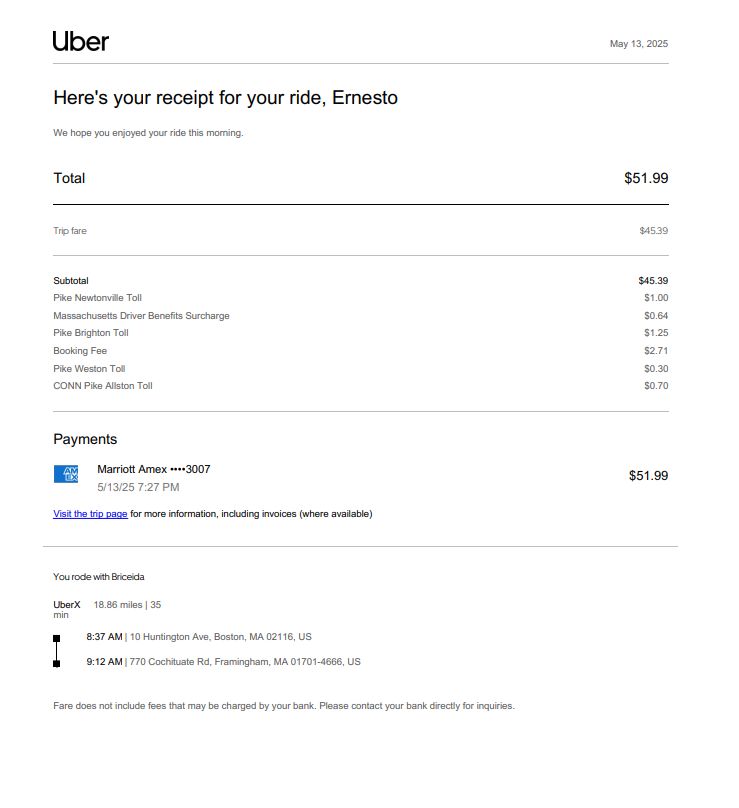 Uber
May 13, 2025
Here's your receipt for your ride, Ernesto
We hope you enjoyed your ride this morning.
Total $51.99
Trip fare $45.39
Subtotal $45.39
Pike Newtonville Toll $1.00
Massachusetts Driver Benefits Surcharge $0.64
Pike Brighton Toll $1.25
Booking Fee $2.71
Pike Weston Toll $0.30
CONN Pike Allston Toll $0.70
Payments
AM
EX
Marriott Amex ••••3007 $51.99
5/13/25 7:27 PM
Visit the trip page for more information, including invoices (where available)
You rode with Briceida
UberX 18.86 miles | 35
min
8:37 AM | 10 Huntington Ave, Boston, MA 02116, US
9:12 AM | 770 Cochituate Rd, Framingham, MA 01701-4666, US
Fare does not include fees that may be charged by your bank. Please contact your bank directly for inquiries.